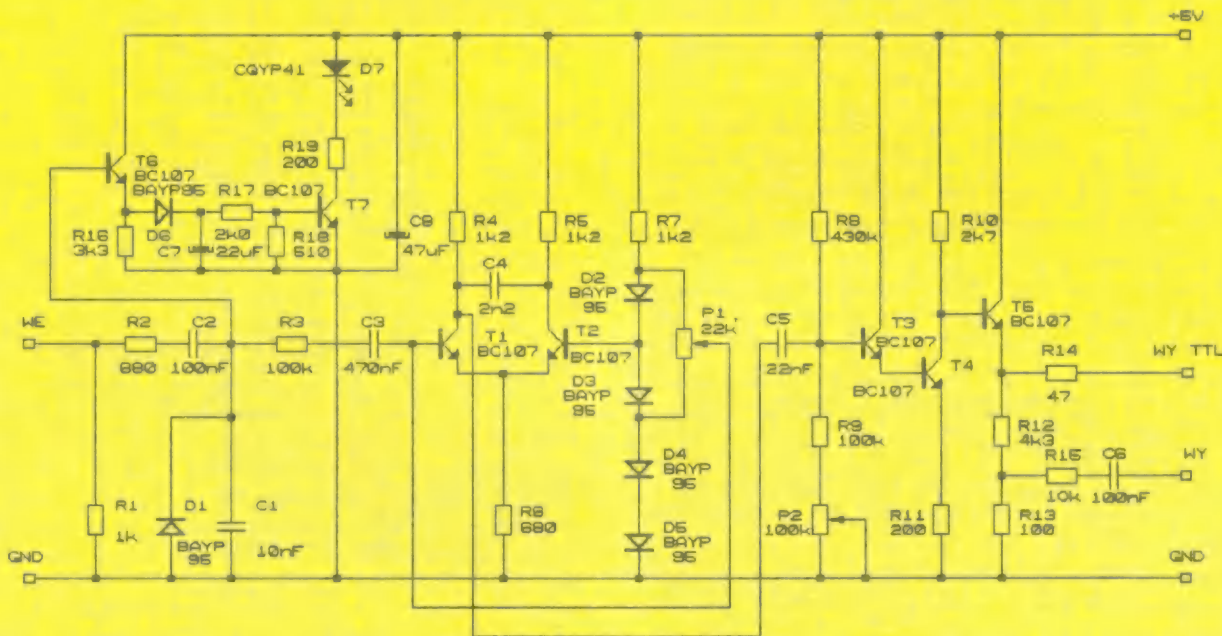 +5V
CQYP41 D7
R19
200
T6
BC107
BAYP95
R17
BC107
T7
R16
3k3
D6
C7
2k0
22uF
R18
510
C8
47uF
R4
1k2
R5
1k2
R7
1k2
R8
430k
R10
2k7
C4
2n2
D2
BAYP
95
P1
22k
T5
BC107
WE
R2
680
C2
100nF
R3
100k
C3
470nF
T1
BC107
T2
BC107
C5
22nF
T3
BC107
T4
BC107
R14
47
WY TTL
D3
BAYP
95
R9
100k
R12
4k3
R15
10k
C6
100nF
WY
D4
BAYP
95
R1
1k
D1
BAYP
95
C1
10nF
R6
680
D5
BAYP
95
P2
100k
R11
200
R13
100
GND
GND